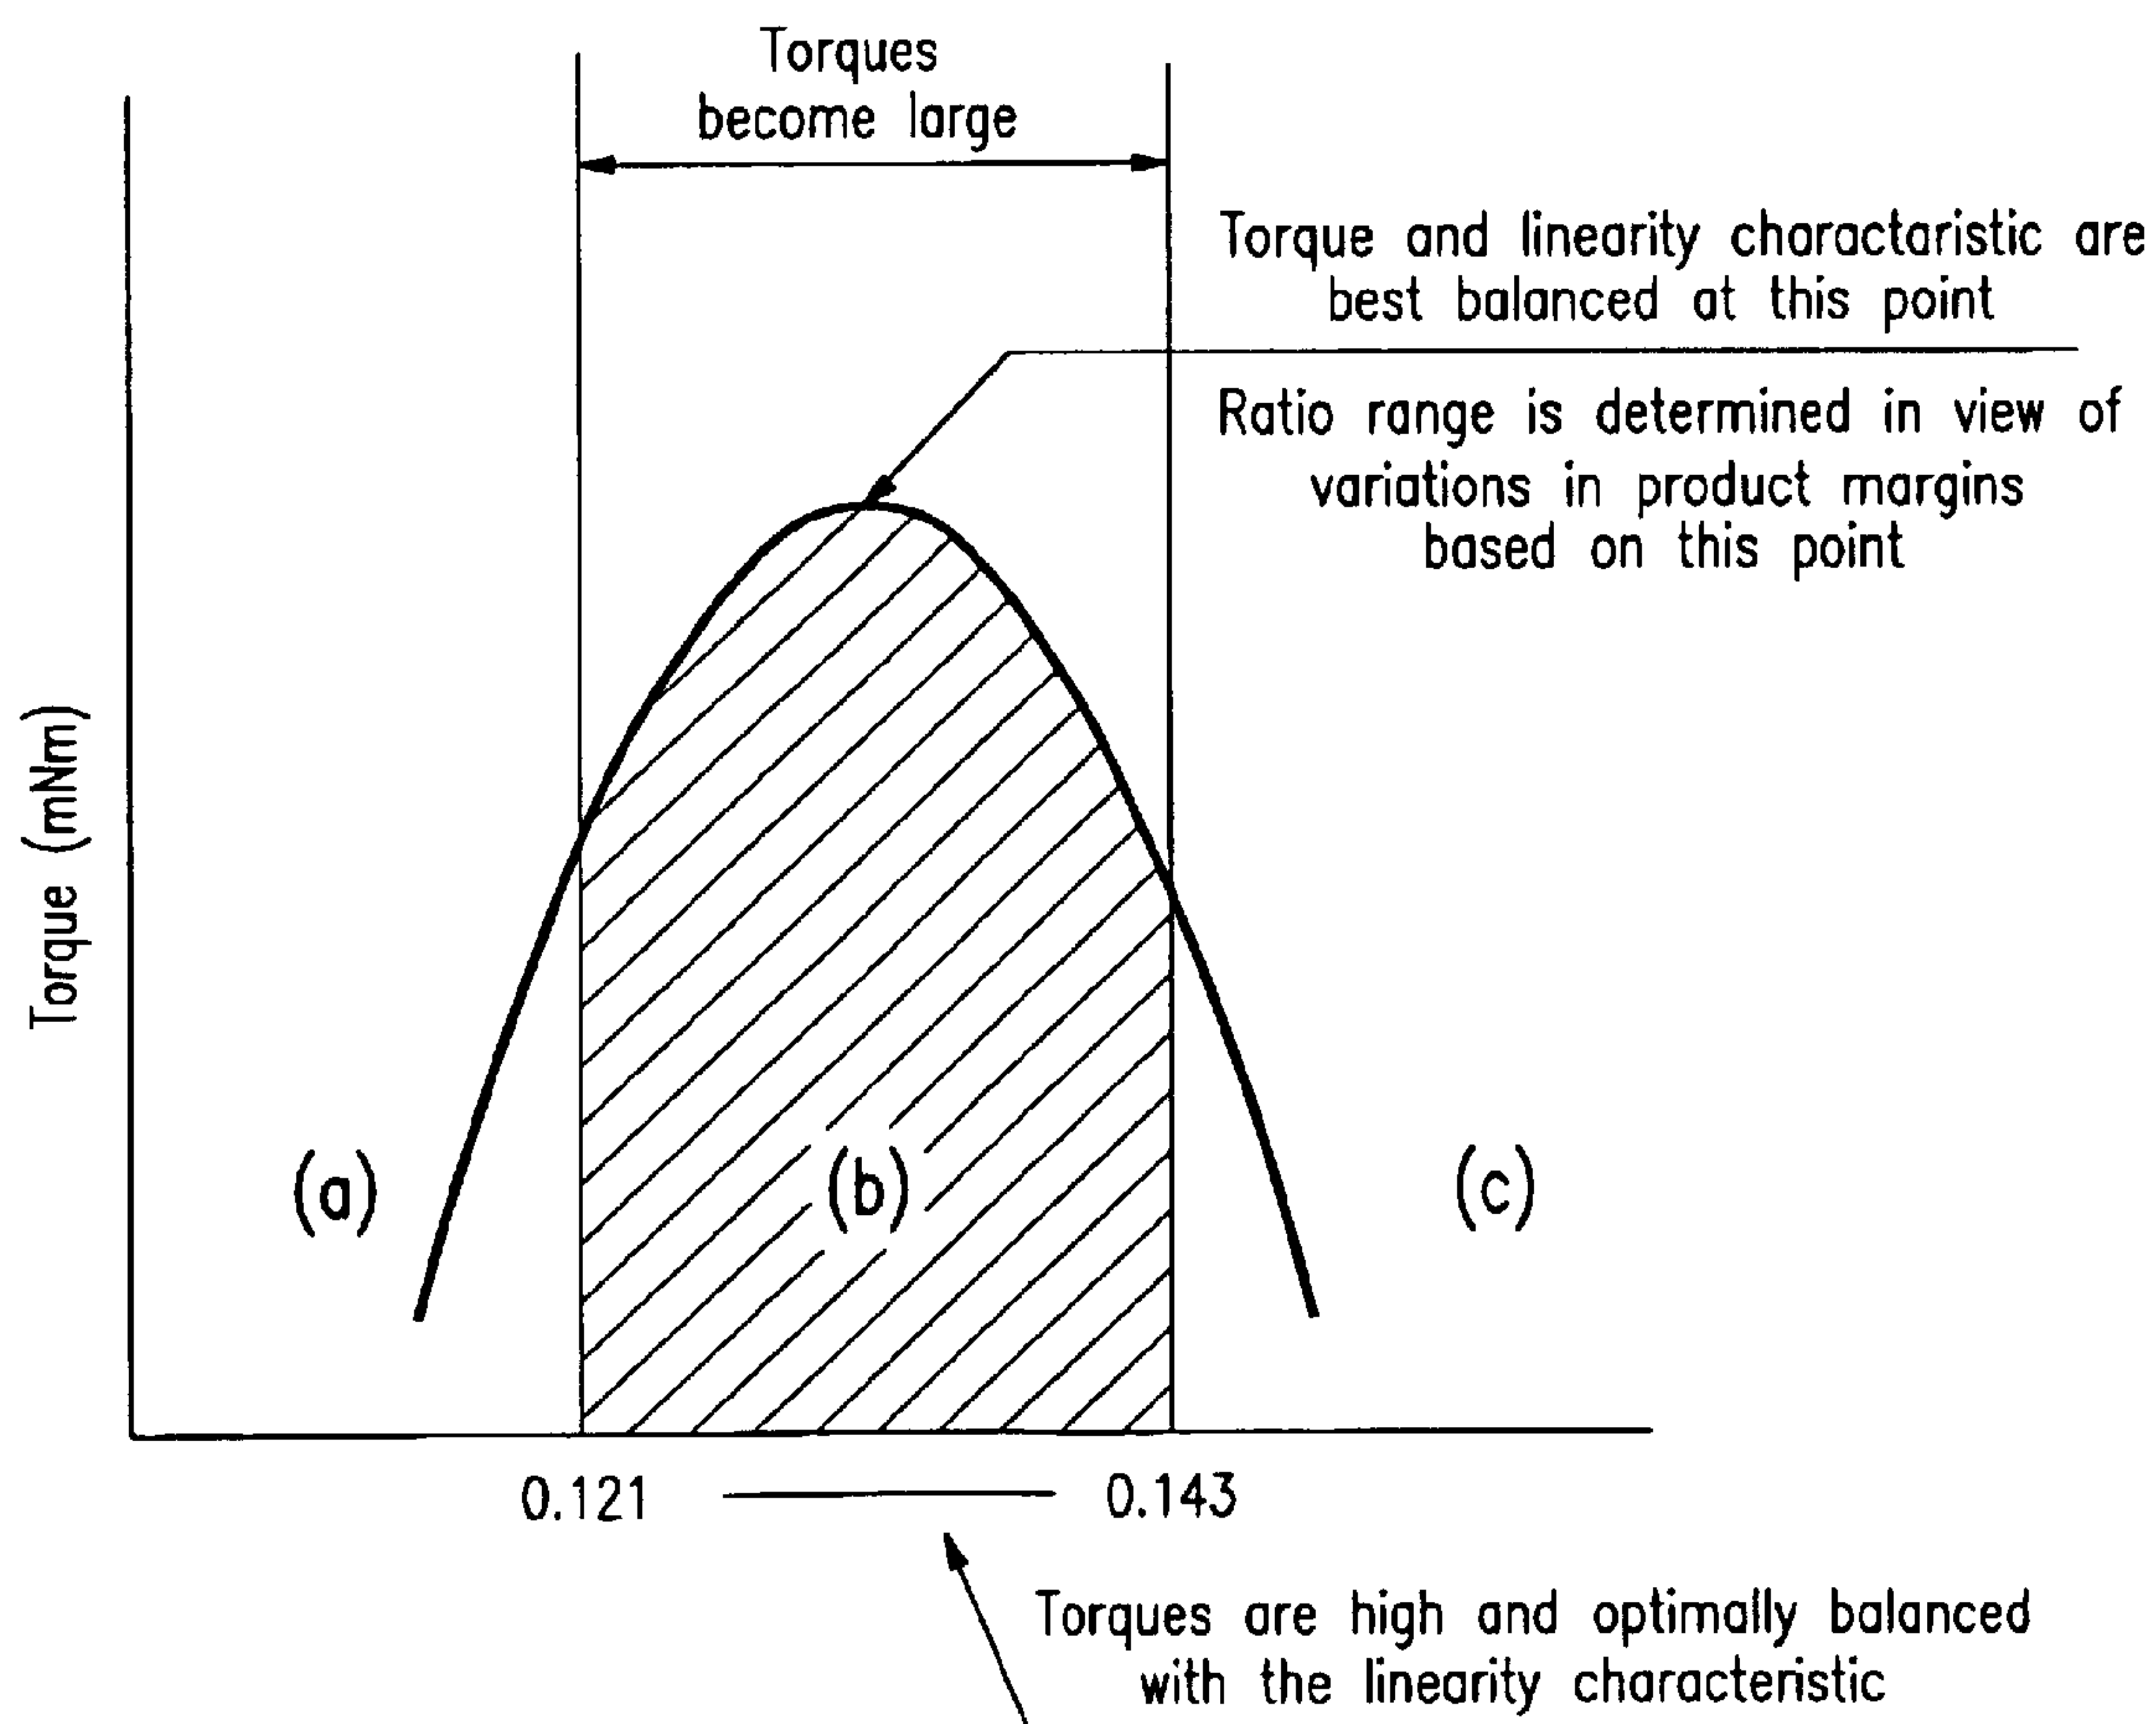 Torques
become large
Torque and linearity charactaristic are
best balanced at this point
Ratio range is determined in view of
variations in product margins
based on this point
Torque (mNm)
(a)
(b)
(c)
0.121
0.143
Torques are high and optimally balanced
with the linearity characteristic